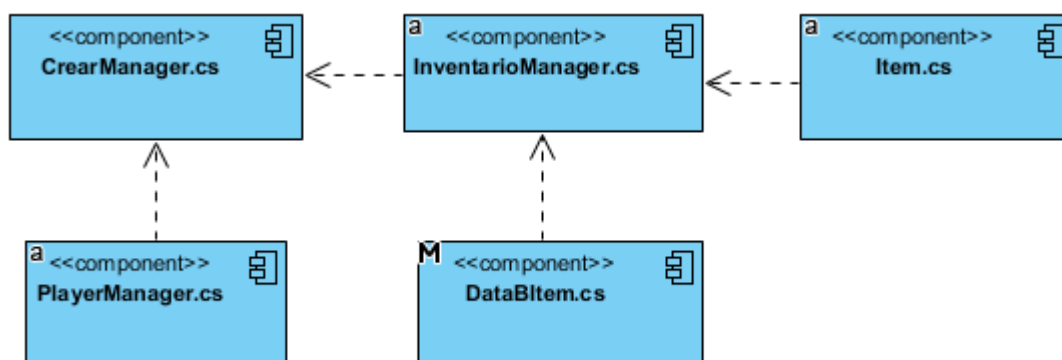 <<component>>
CrearManager.cs
a
<<component>>
InventarioManager.cs
a
<<component>>
Item.cs
a
<<component>>
PlayerManager.cs
M
<<component>>
DataBItem.cs